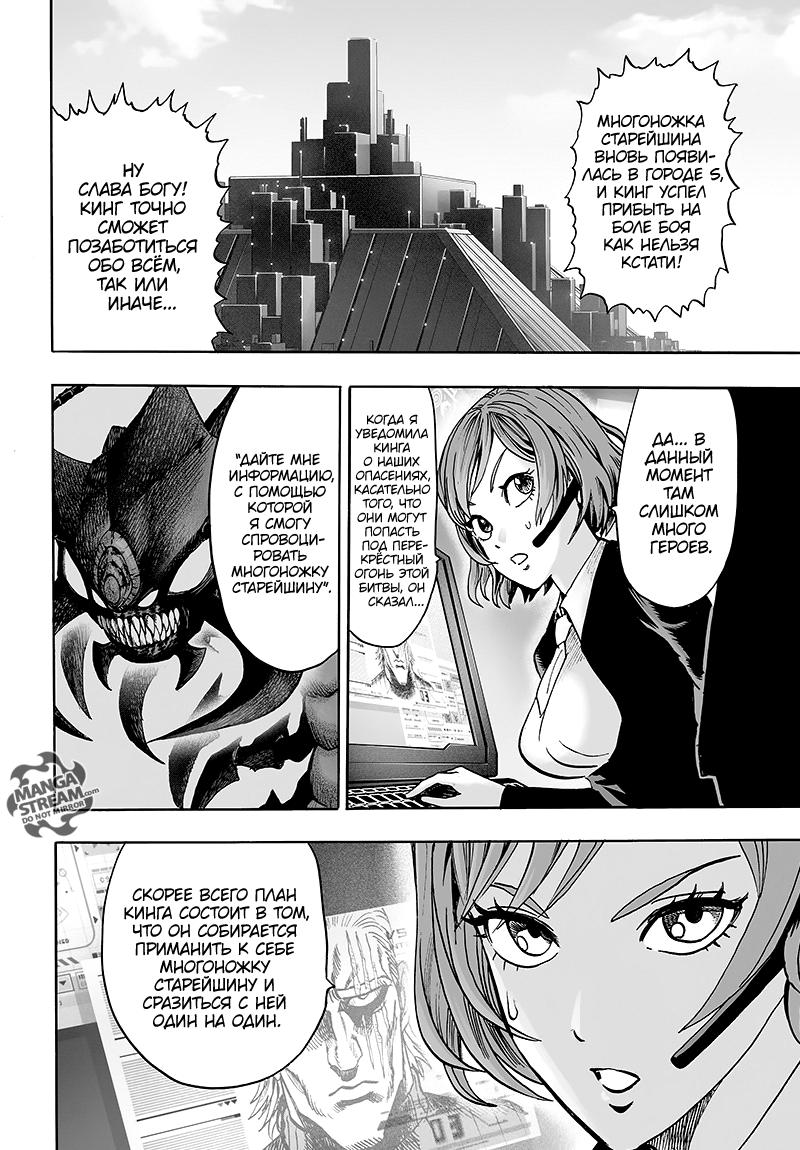 МНОГОНОЖКА
СТАРЕЙШИНА
ВНОВЬ ПОЯВИ-
ЛАСЬ В ГОРОДЕ S,
И КИНГ УСПЕЛ
ПРИБЫТЬ НА
БОЛЕ БОЯ
КАК НЕЛЬЗЯ
КСТАТИ!
НУ
СЛАВА БОГУ!
КИНГ ТОЧНО
СМОЖЕТ
ПОЗАБОТИТЬСЯ
ОБО ВСЁМ,
ТАК ИЛИ
ИНАЧЕ...
ДА... В
ДАННЫЙ
МОМЕНТ
ТАМ
СЛИШКОМ
МНОГО
ГЕРОЕВ.
КОГДА Я
УВЕДОМИЛА
КИНГА
О НАШИХ
ОПАСЕНИЯХ,
КАСАТЕЛЬНО
ТОГО, ЧТО
ОНИ МОГУТ
ПОПАСТЬ
ПОД ПЕРЕ-
КРЁСТНЫЙ
ОГОНЬ ЭТОЙ
БИТВЫ, ОН
СКАЗАЛ...
"ДАЙТЕ МНЕ
ИНФОРМАЦИЮ,
С ПОМОЩЬЮ
КОТОРОЙ
Я СМОГУ
СПРОВОЦИ-
РОВАТЬ
МНОГОНОЖКУ
СТАРЕЙШИНУ".
MANGA
STREAM.com
DO NOT MIRROR!
СКОРЕЕ ВСЕГО ПЛАН
КИНГА СОСТОИТ В ТОМ,
ЧТО ОН СОБИРАЕТСЯ
ПРИМАНИТЬ К СЕБЕ
МНОГОНОЖКУ
СТАРЕЙШИНУ И
СРАЗИТЬСЯ С НЕЙ
ОДИН НА ОДИН.
03